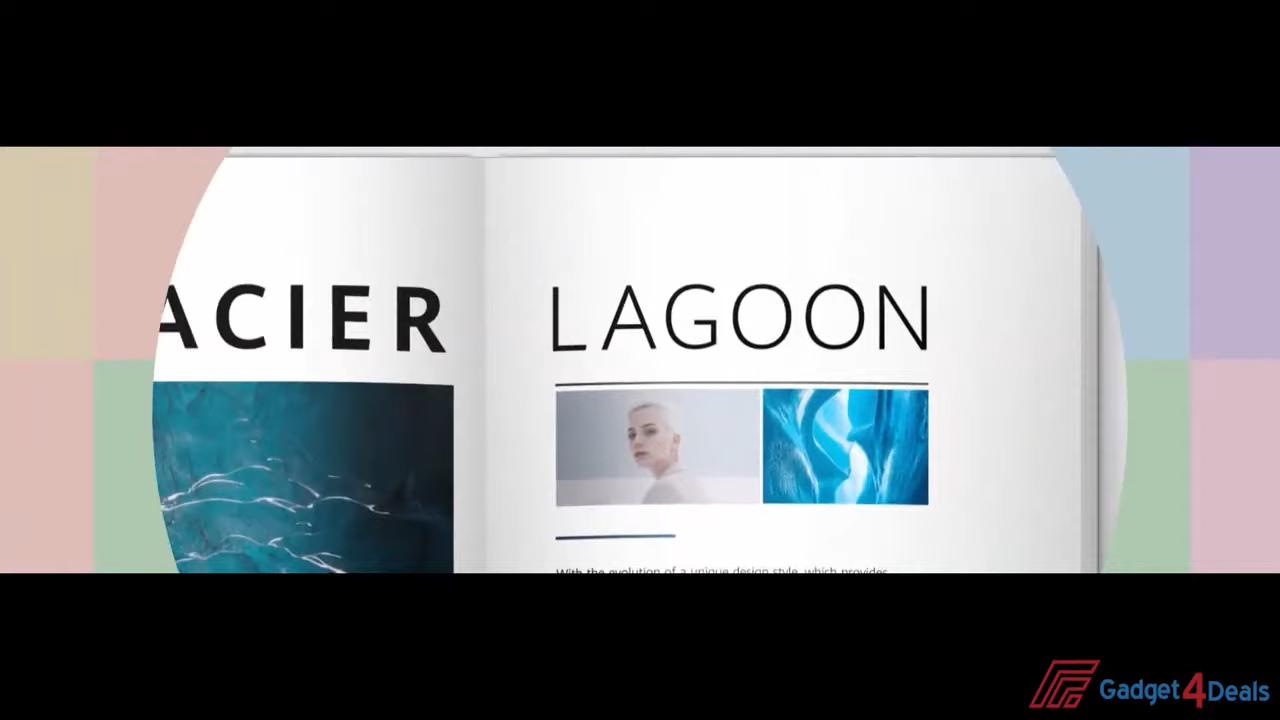 ACIER
LAGOON
With the evolution of a unique design style, which provides
Gadget4Deals